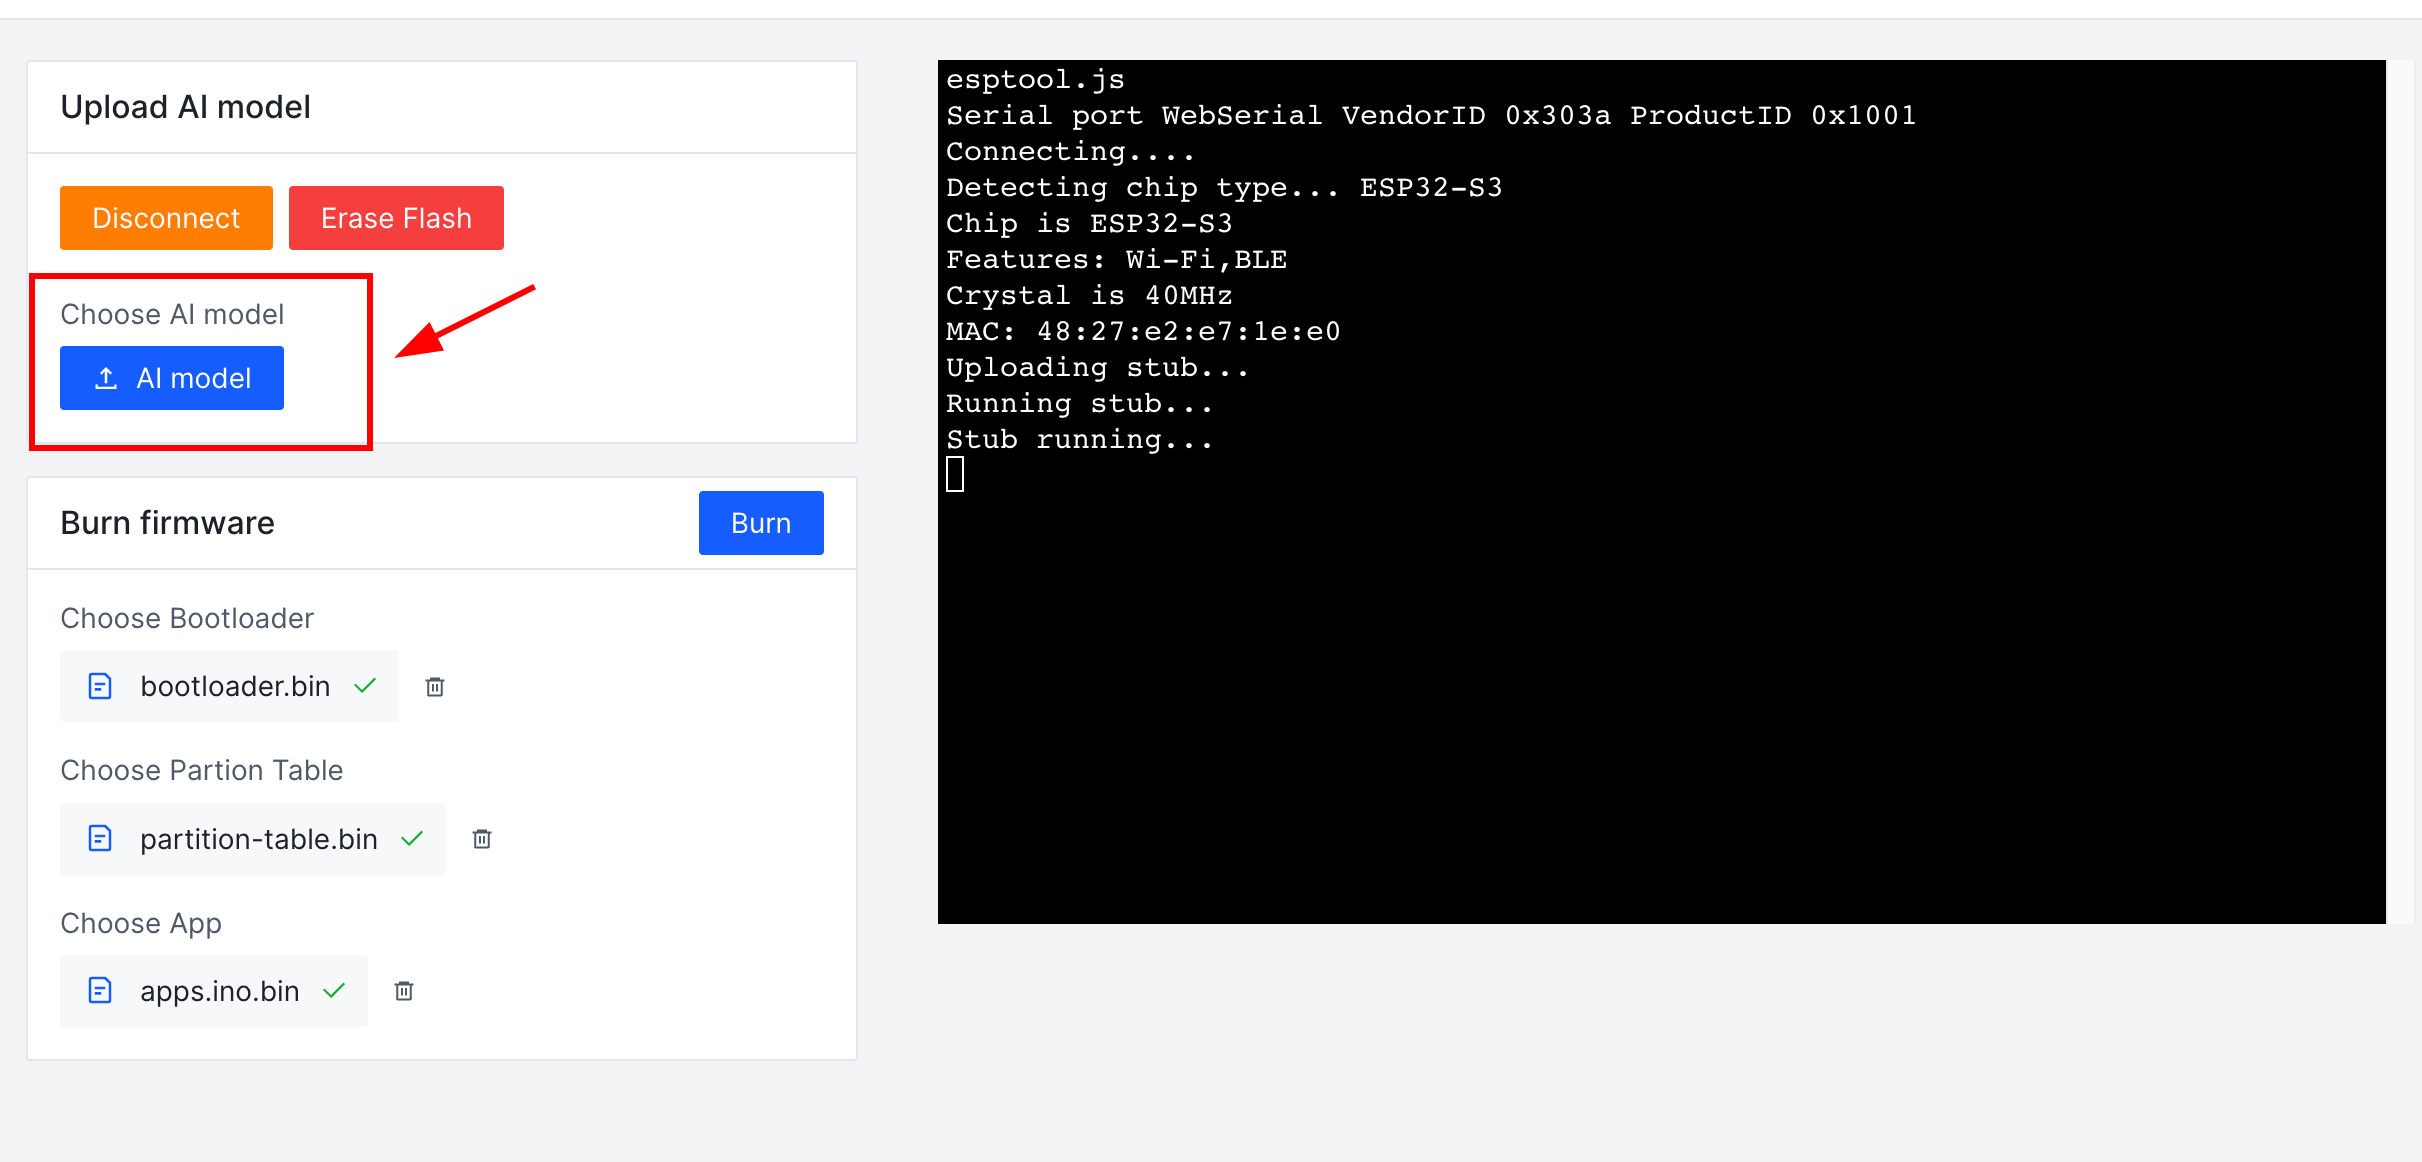 Upload AI model
Disconnect
Erase Flash
Choose AI model
AI model
Burn firmware
Burn
Choose Bootloader
bootloader.bin
Choose Partion Table
partition-table.bin
Choose App
apps.ino.bin
esptool.js
Serial port WebSerial VendorID 0x303a ProductID 0x1001
Connecting....
Detecting chip type... ESP32-S3
Chip is ESP32-S3
Features: Wi-Fi,BLE
Crystal is 40MHz
MAC: 48:27:e2:e7:1e:e0
Uploading stub...
Running stub...
Stub running...